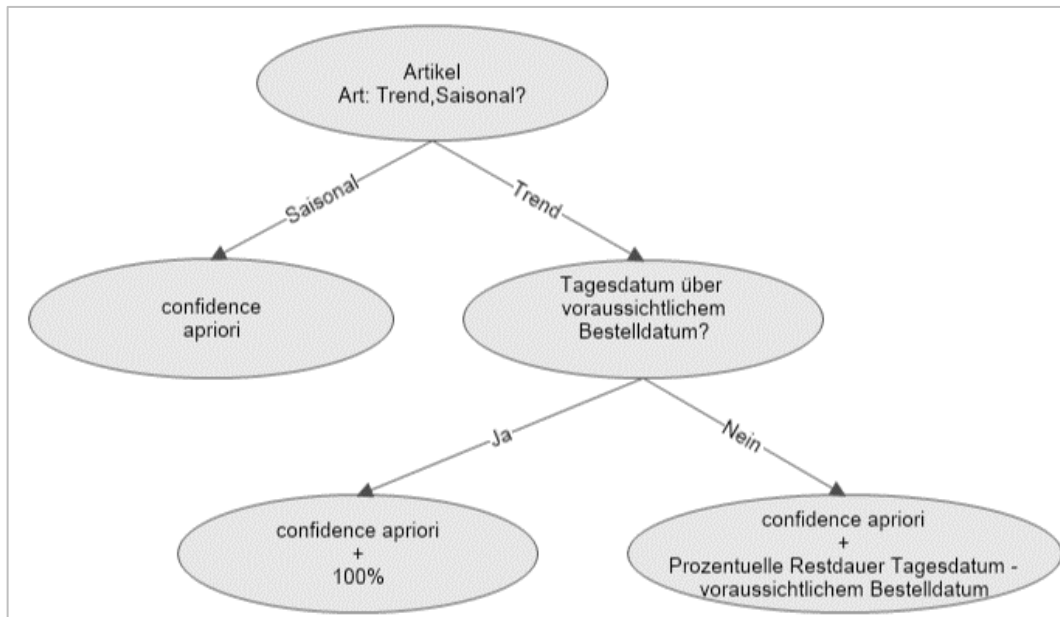 Artikel
Art: Trend,Saisonal?
Saisonal
Trend
confidence
apriori
Tagesdatum über
voraussichtlichem
Bestelldatum?
Ja
Nein
confidence apriori
+
100%
confidence apriori
+
Prozentuelle Restdauer Tagesdatum -
voraussichtlichem Bestelldatum